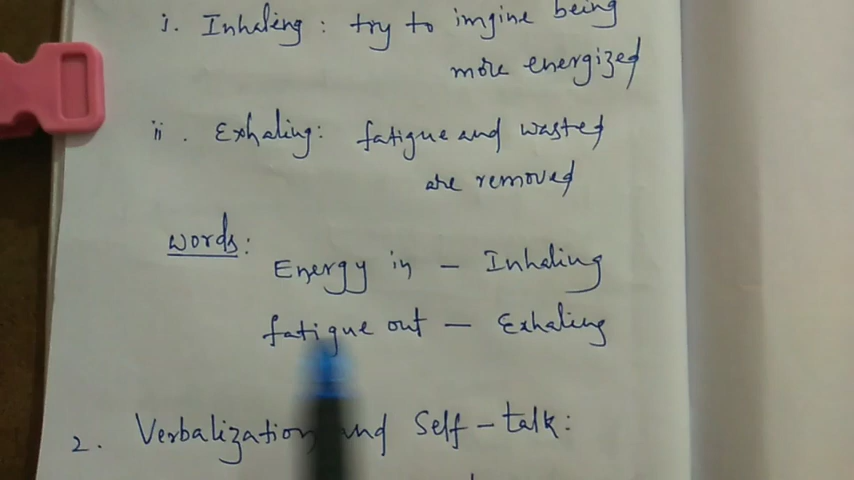 i. Inhaling : try to imgine being
more energized
ii. Exhaling: fatigue and wasted
are removed
words:
Energy in - Inhaling
fatigue out - Exhaling
2. Verbalization and Self-talk: